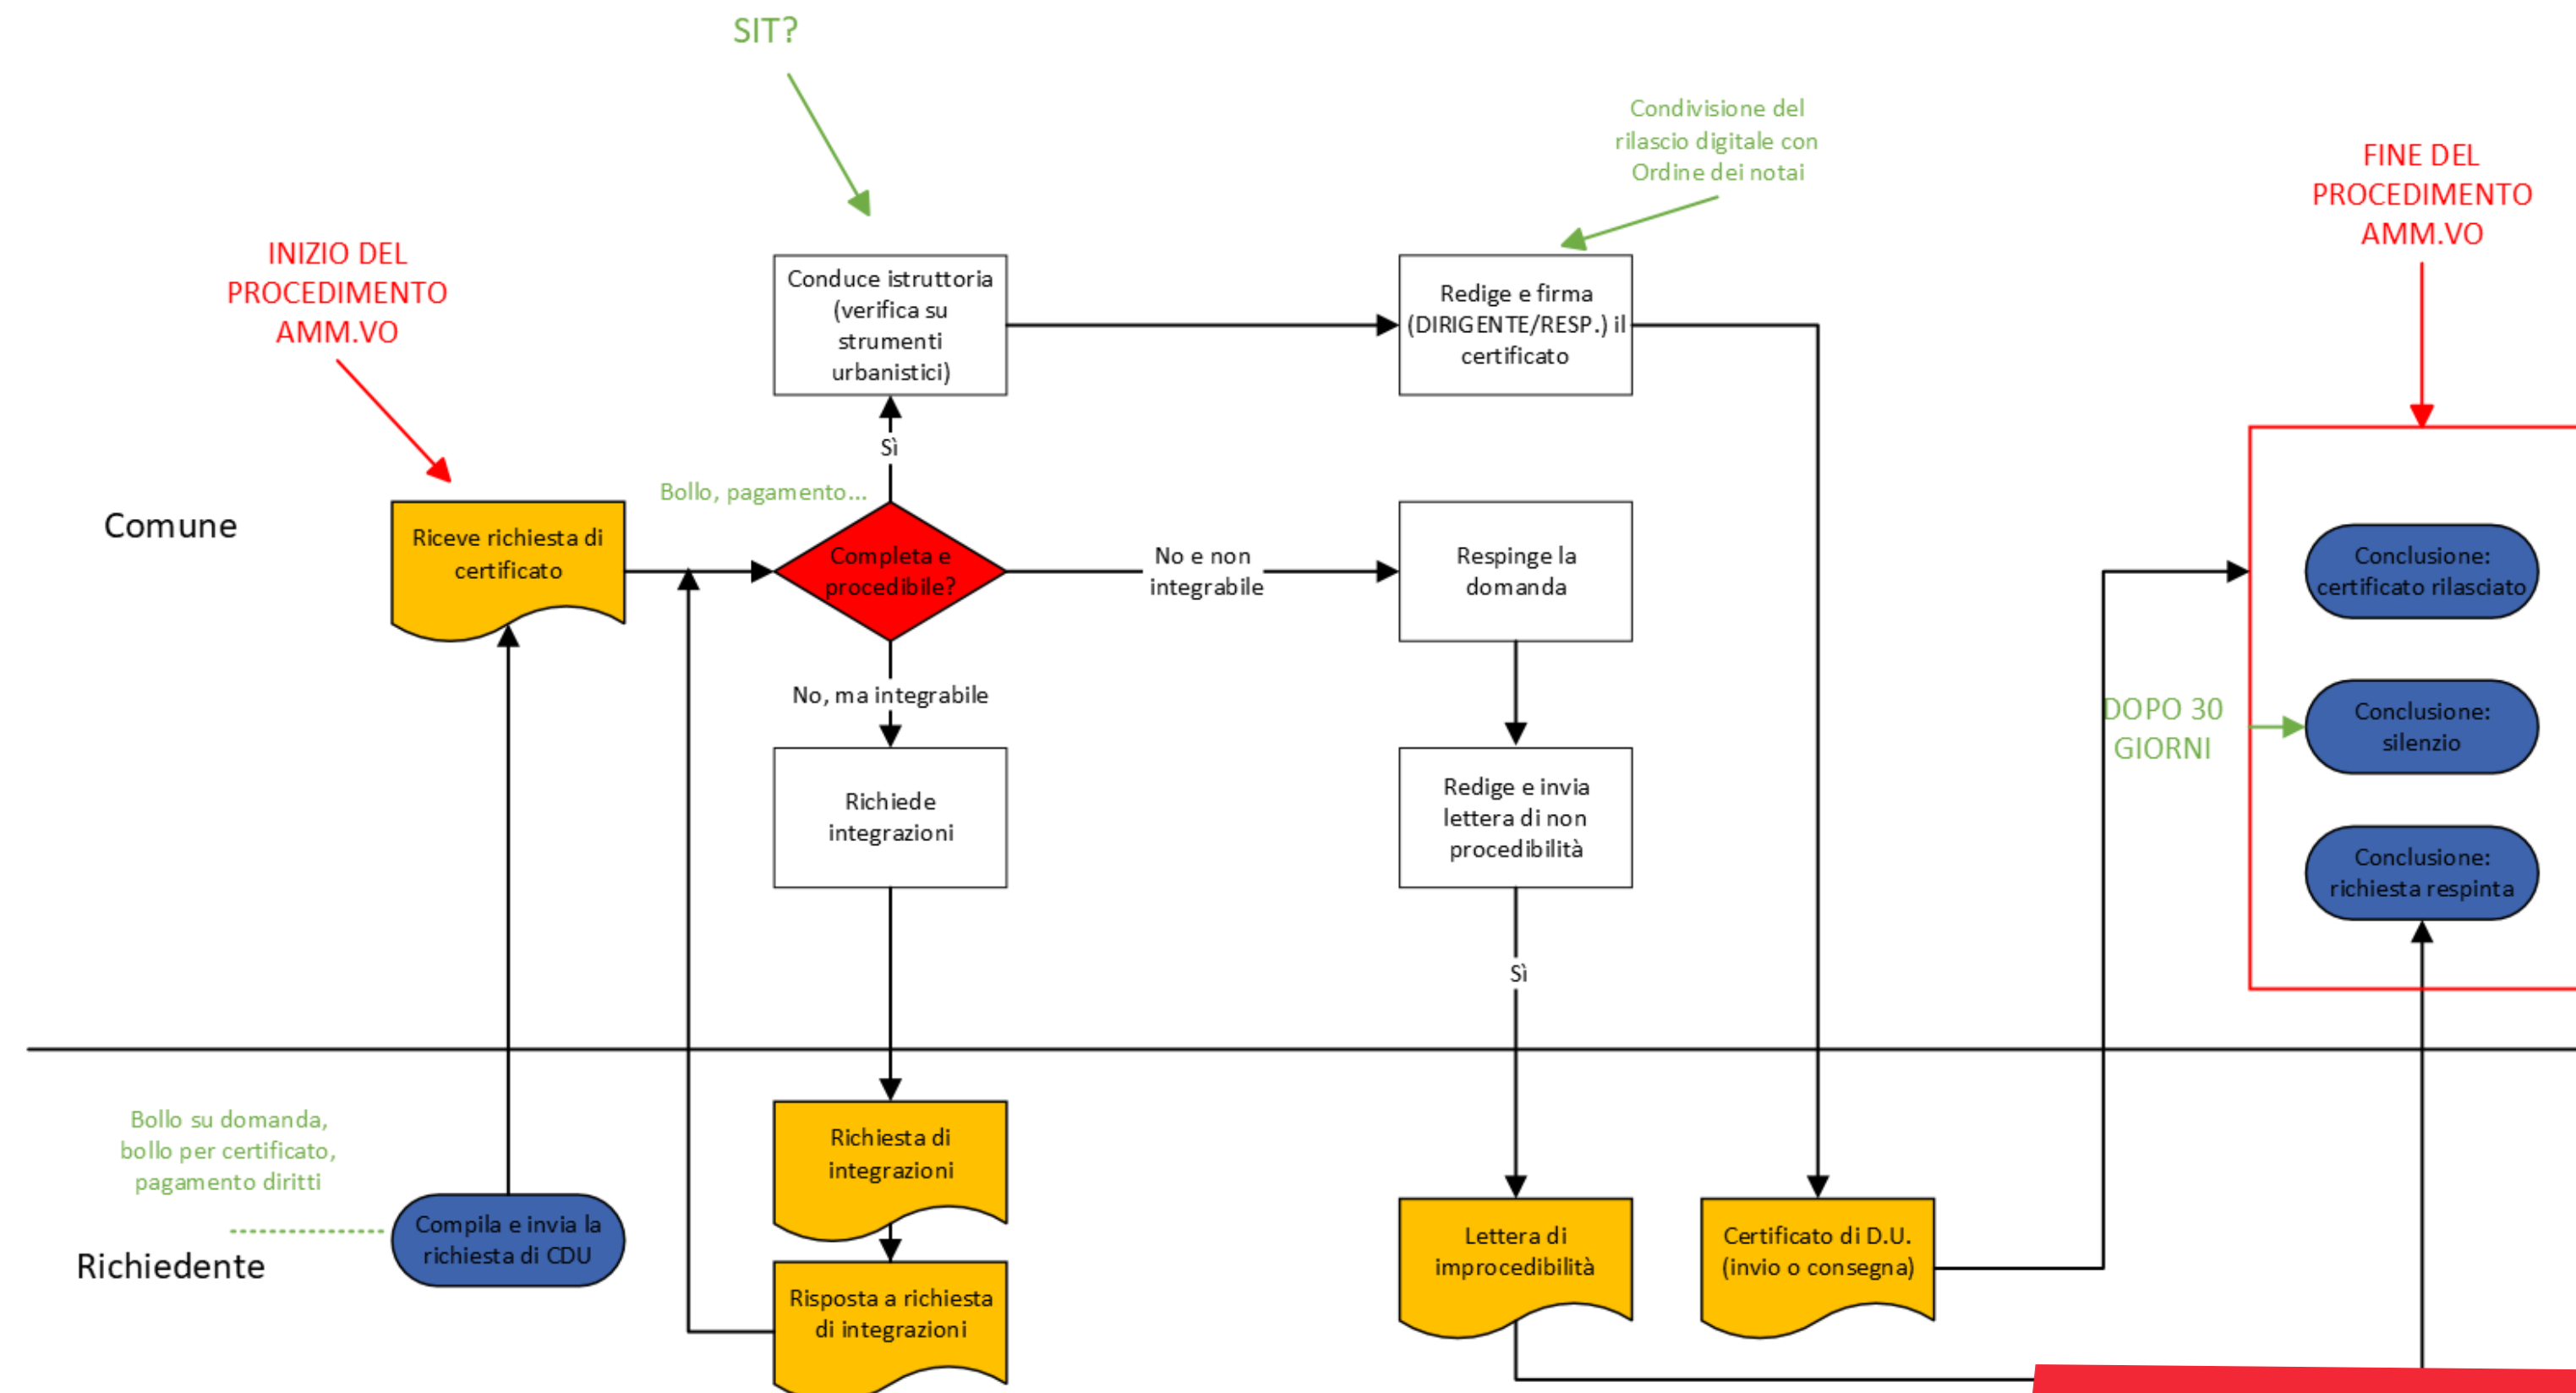 SIT?
Condivisione del
rilascio digitale con
Ordine dei notai
FINE DEL
PROCEDIMENTO
AMM.VO
INIZIO DEL
PROCEDIMENTO
AMM.VO
Conduce istruttoria
(verifica su
strumenti
urbanistici)
Redige e firma
(DIRIGENTE/RESP.) il
certificato
Sì
Bollo, pagamento...
Comune
Riceve richiesta di
certificato
Completa e
procedibile?
No e non
integrabile
Respinge la
domanda
Conclusione:
certificato rilasciato
No, ma integrabile
DOPO 30
GIORNI
Conclusione:
silenzio
Richiede
integrazioni
Redige e invia
lettera di non
procedibilità
Conclusione:
richiesta respinta
Sì
Bollo su domanda,
bollo per certificato,
pagamento diritti
Richiesta di
integrazioni
Compila e invia la
richiesta di CDU
Richiedente
Lettera di
improcedibilità
Certificato di D.U.
(invio o consegna)
Risposta a richiesta
di integrazioni